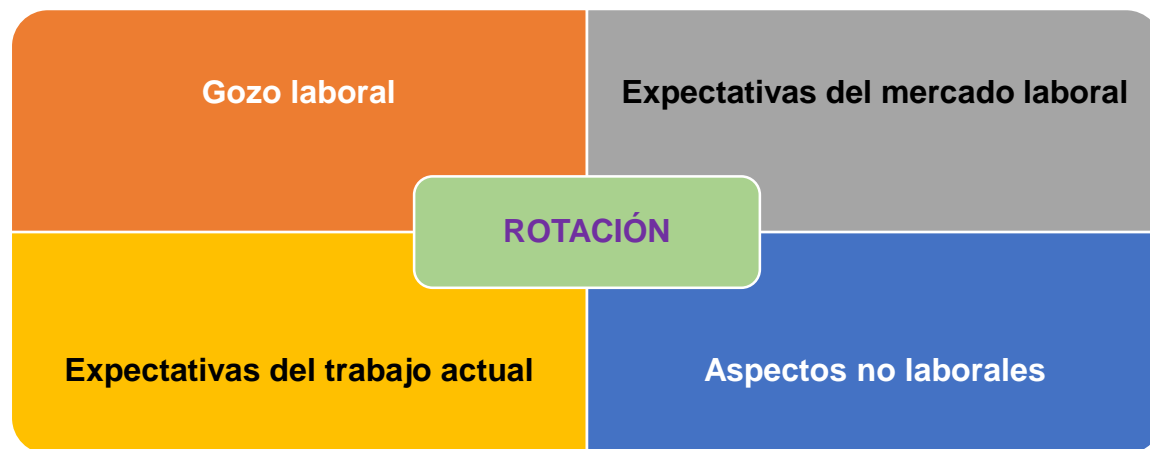 Gozo laboral
Expectativas del mercado laboral
ROTACIÓN
Expectativas del trabajo actual
Aspectos no laborales